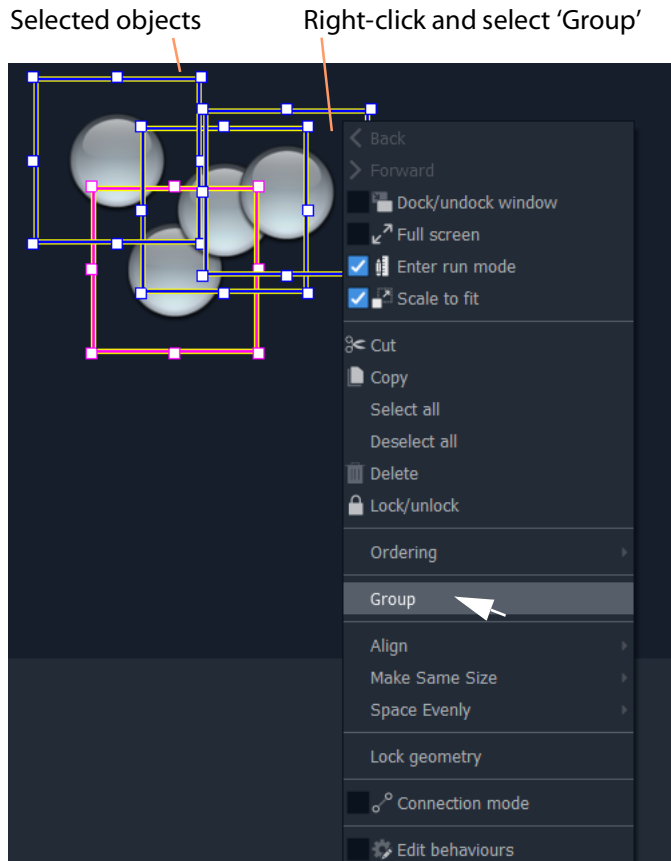 Selected objects
Right-click and select ‘Group’
Back
Forward
Dock/undock window
Full screen
Enter run mode
Scale to fit
Cut
Copy
Select all
Deselect all
Delete
Lock/unlock
Ordering
Group
Align
Make Same Size
Space Evenly
Lock geometry
Connection mode
Edit behaviours